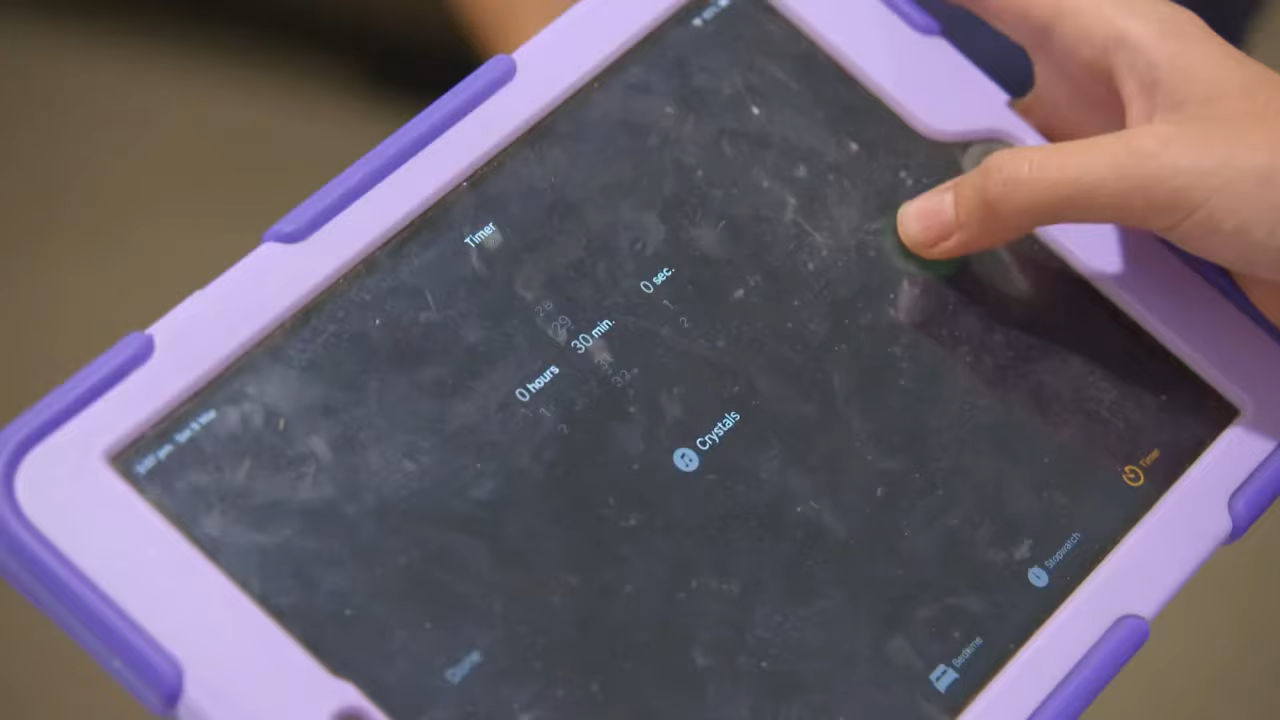 Timer
28
29
0 hours 30 min. 0 sec.
1 31 1
2 32 2
Crystals
Bedtime Stopwatch Timer